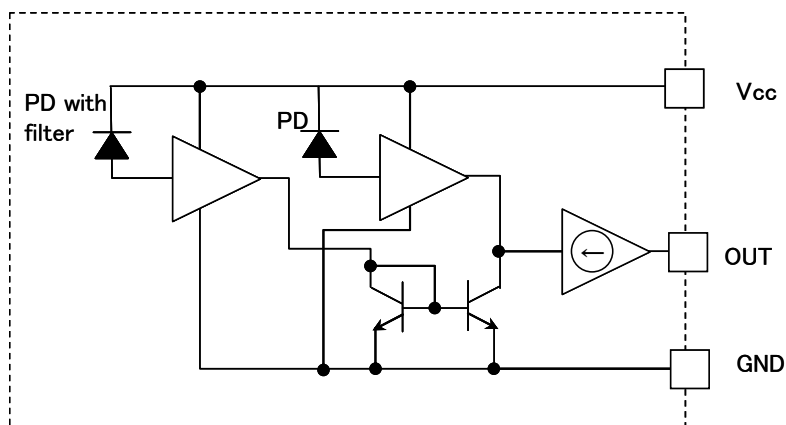 PD with
filter
PD
Vcc
OUT
GND